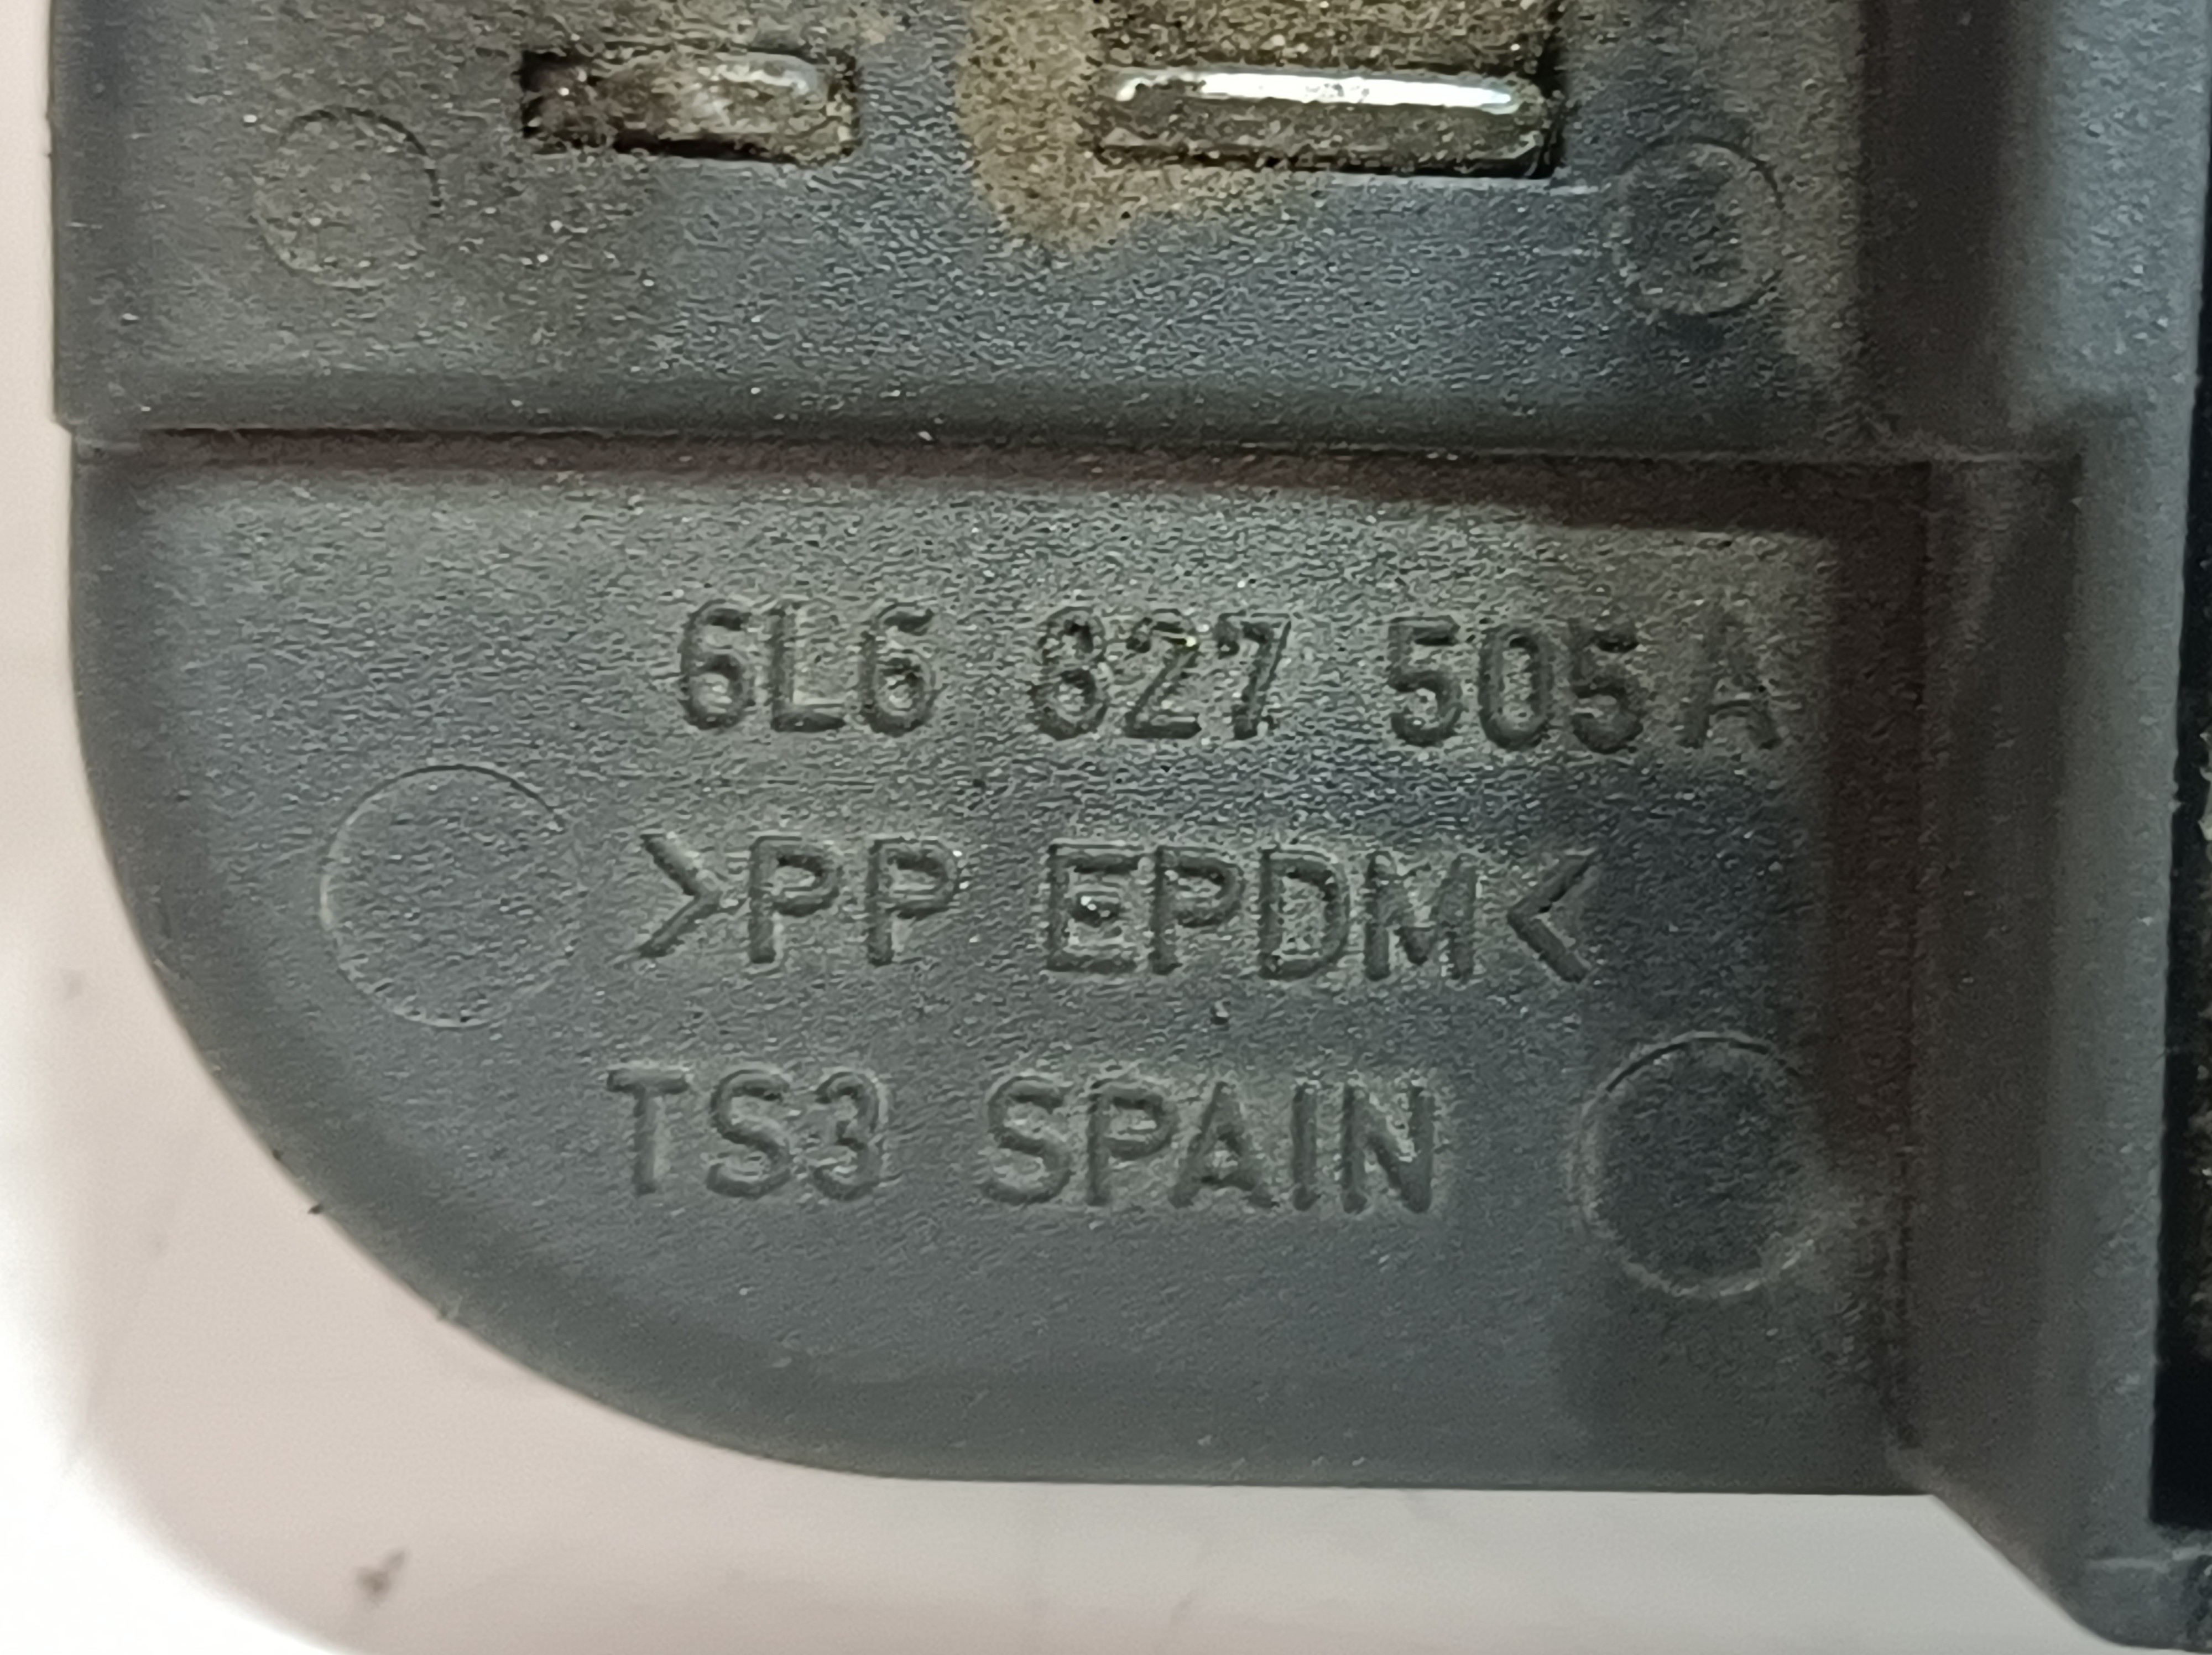 6L6 827 505 A
>PP EPDM<
TS3 SPAIN